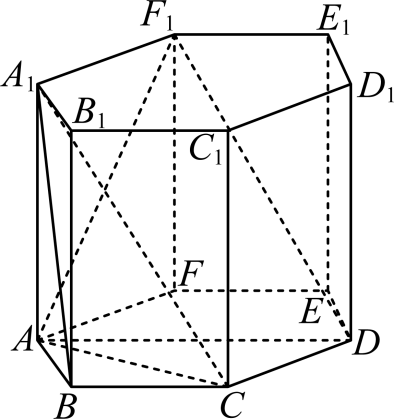 F₁ E₁
A₁ B₁ D₁
C₁
F
A E D
B C